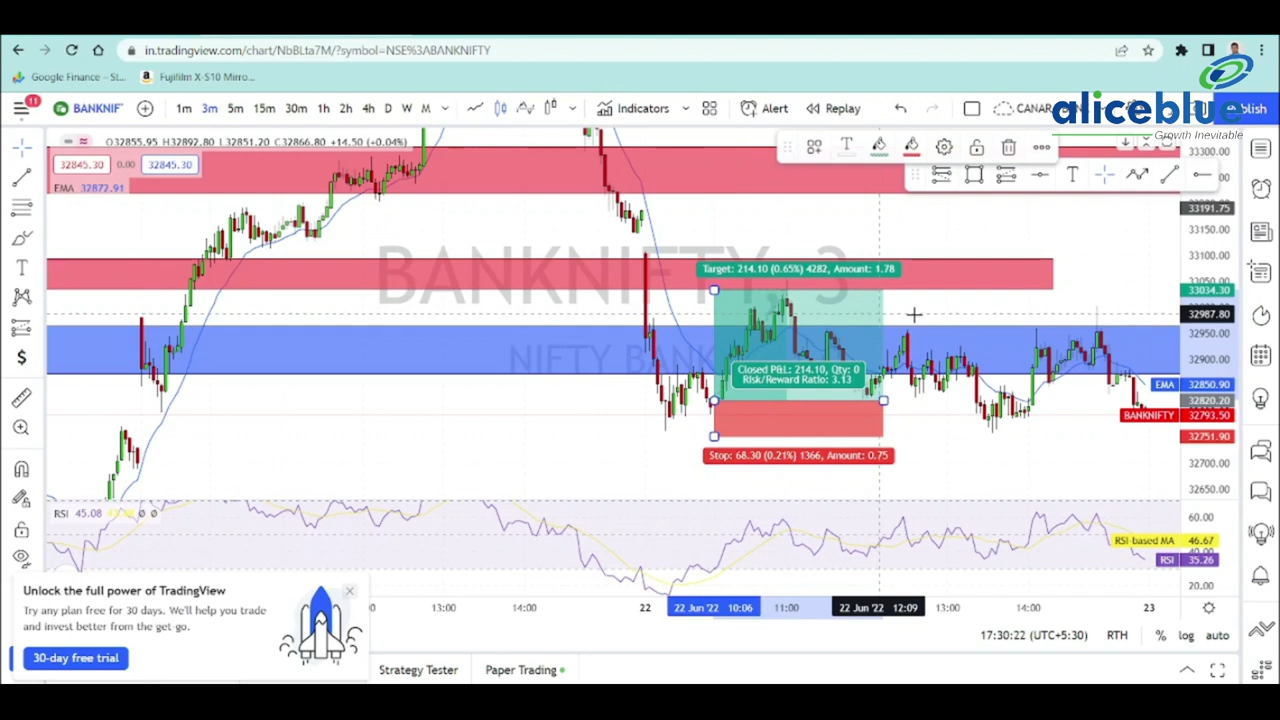 in.tradingview.com/chart/NbBLta7M/?symbol=NSE%3ABANKNIFTY
Google Finance – St...
Fujifilm X-S10 Mirro...
aliceblue
Growth Inevitable
11
BANKNIF
1m 3m 5m 15m 30m 1h 2h 4h D W M
Indicators
Alert
Replay
CANAR
blish
O32855.95 H32892.80 L32851.20 C32866.80 +14.50 (+0.04%)
32845.30 0.00 32845.30
EMA 32872.91
BANKNIFTY, 3
NIFTY BANK
Target: 214.10 (0.65%) 4282, Amount: 1.78
Closed P&L: 214.10, Qty: 0
Risk/Reward Ratio: 3.13
Stop: 68.30 (0.21%) 1366, Amount: 0.75
33300.00
33191.75
33150.00
33100.00
33050.00
33034.30
32987.80
32950.00
32900.00
EMA 32850.90
32820.20
BANKNIFTY 32793.50
32751.90
32700.00
32650.00
RSI 45.08
60.00
RSI-based MA 46.67
40.00
RSI 35.26
20.00
13:00
14:00
22
22 Jun '22 10:06
11:00
22 Jun '22 12:09
13:00
14:00
23
Unlock the full power of TradingView
Try any plan free for 30 days. We'll help you trade
and invest better from the get-go.
30-day free trial
17:30:22 (UTC+5:30) RTH % log auto
Strategy Tester
Paper Trading